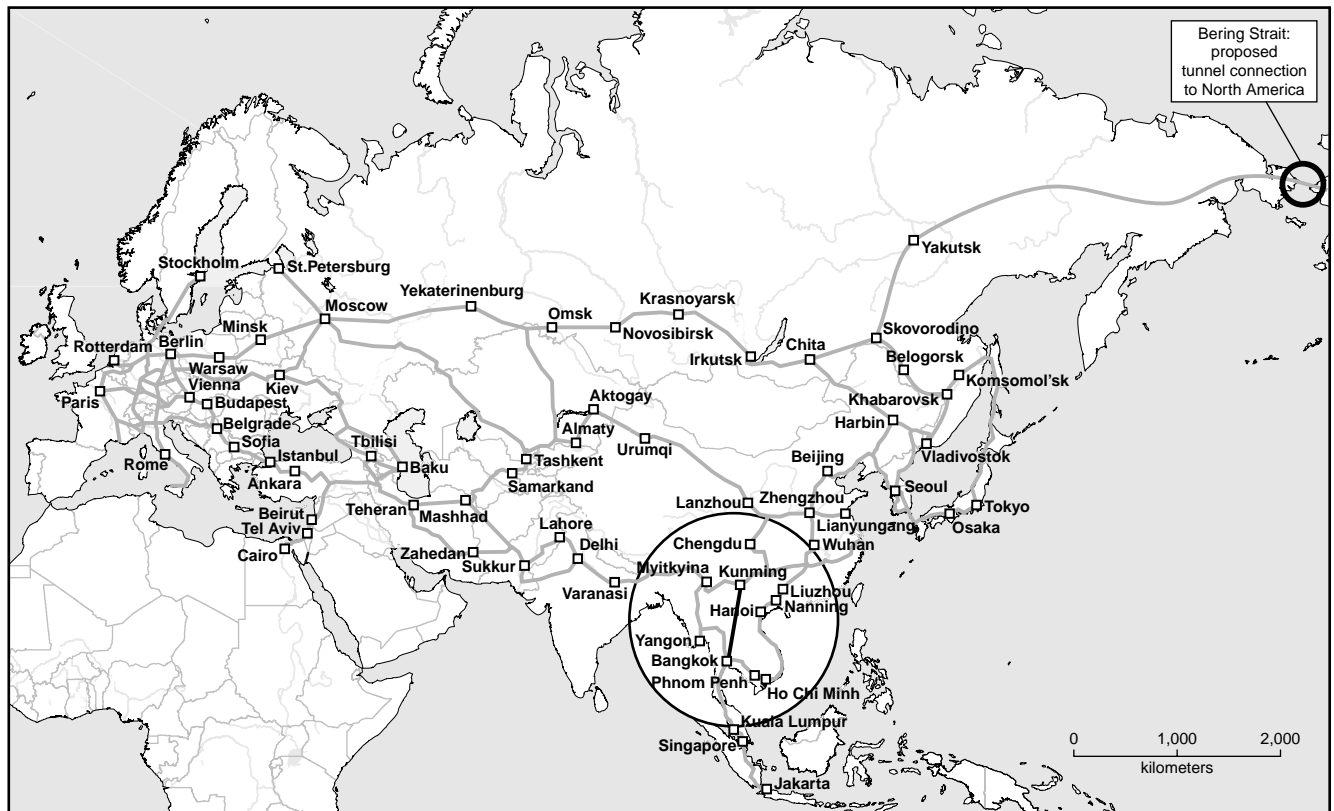 Bering Strait:
proposed
tunnel connection
to North America
Yakutsk
Stockholm
St.Petersburg
Yekaterinenburg
Krasnoyarsk
Moscow
Omsk
Minsk
Novosibirsk
Skovorodino
Rotterdam
Berlin
Irkutsk
Chita
Belogorsk
Warsaw
Komsomol'sk
Vienna
Kiev
Paris
Budapest
Aktogay
Khabarovsk
Belgrade
Almaty
Harbin
Sofia
Tbilisi
Urumqi
Istanbul
Beijing
Vladivostok
Rome
Baku
Tashkent
Ankara
Samarkand
Seoul
Teheran
Mashhad
Lanzhou
Zhengzhou
Tokyo
Beirut
Lianyungang
Osaka
Tel Aviv
Lahore
Cairo
Zahedan
Delhi
Chengdu
Wuhan
Sukkur
Myitkyina
Kunming
Varanasi
Liuzhou
Hanoi
Nanning
Yangon
Bangkok
Phnom Penh
Ho Chi Minh
Kuala Lumpur
Singapore
0 1,000 2,000
kilometers
Jakarta